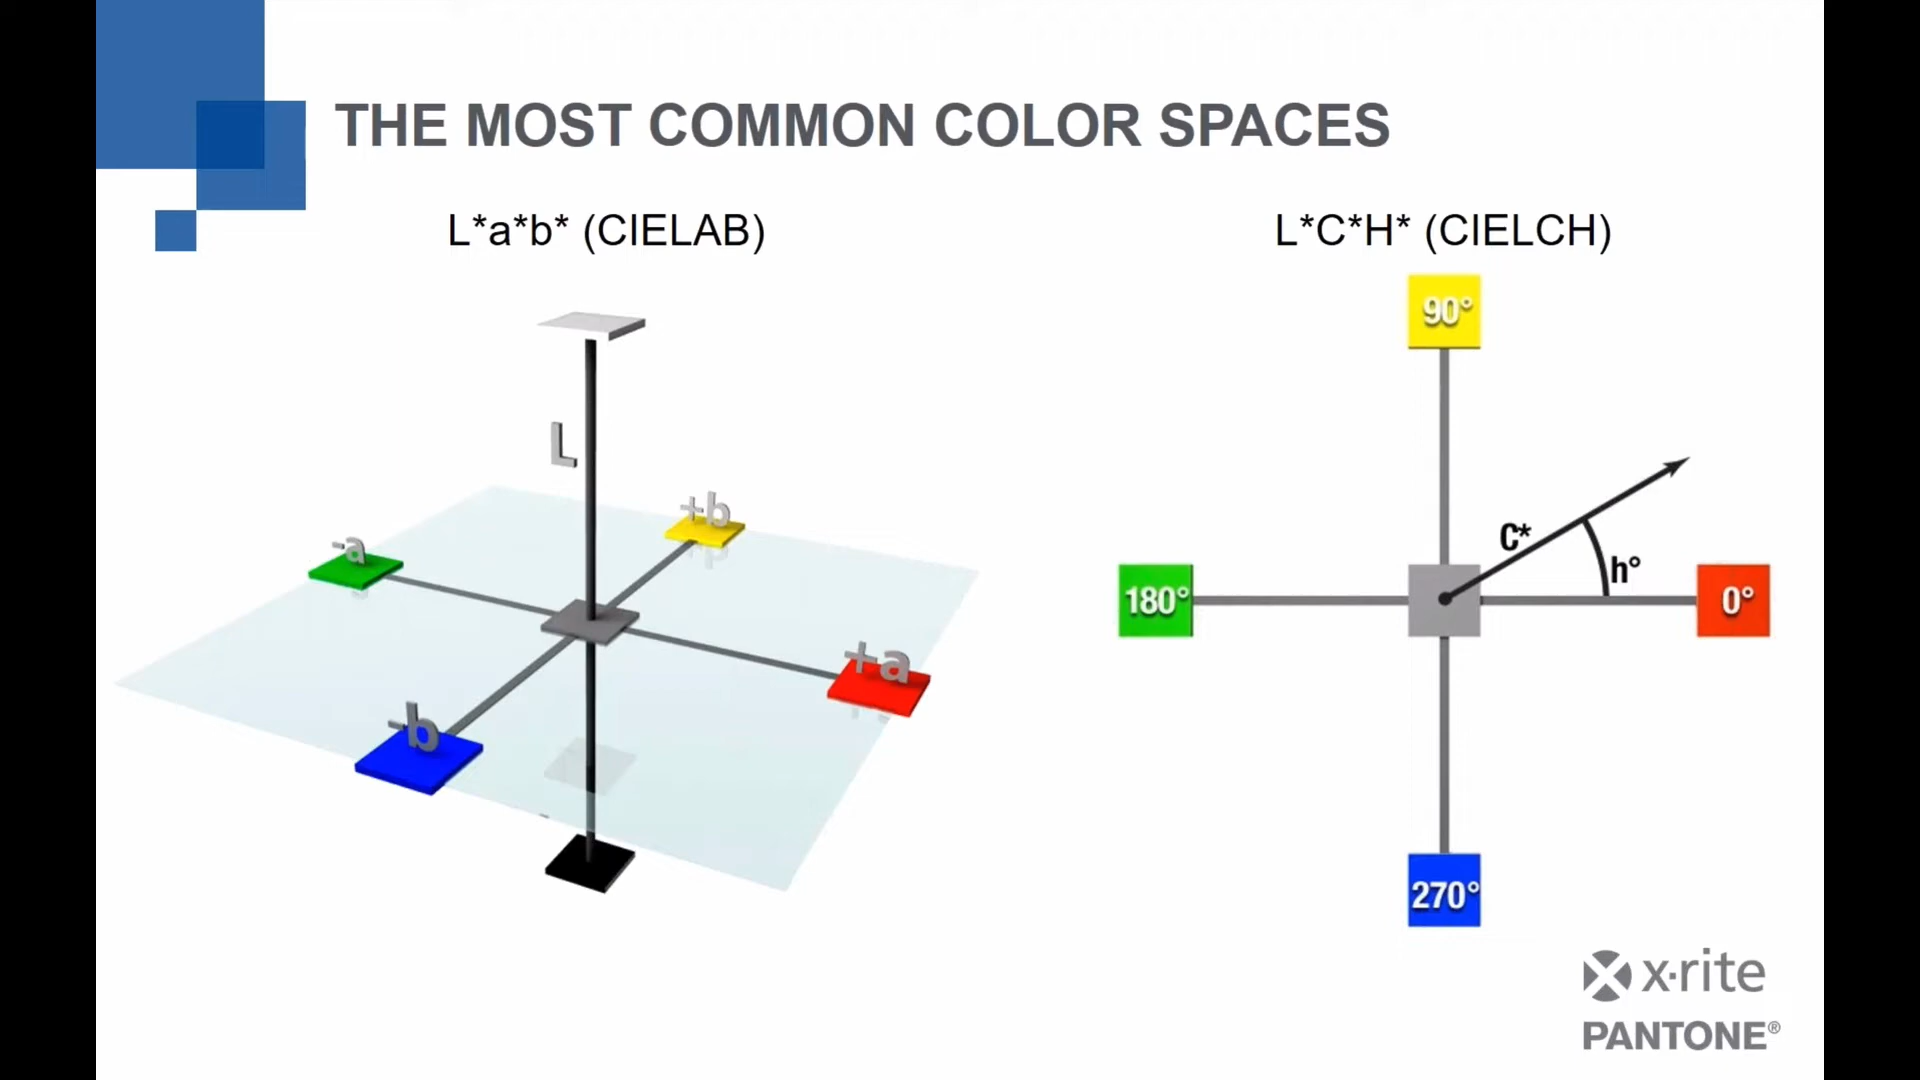 THE MOST COMMON COLOR SPACES
L*a*b* (CIELAB)
L*C*H* (CIELCH)
L
+b
-a
+a
-b
90°
C*
h°
180°
0°
270°
x·rite
PANTONE®